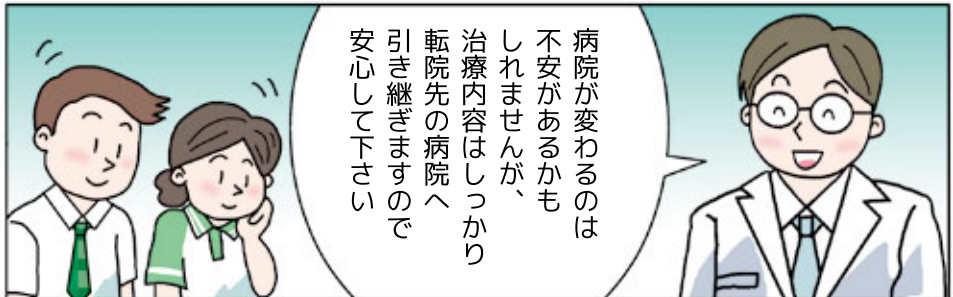 病院が変わるのは
不安があるかも
しれませんが、
治療内容はしっかり
転院先の病院へ
引き継ぎますので
安心して下さい